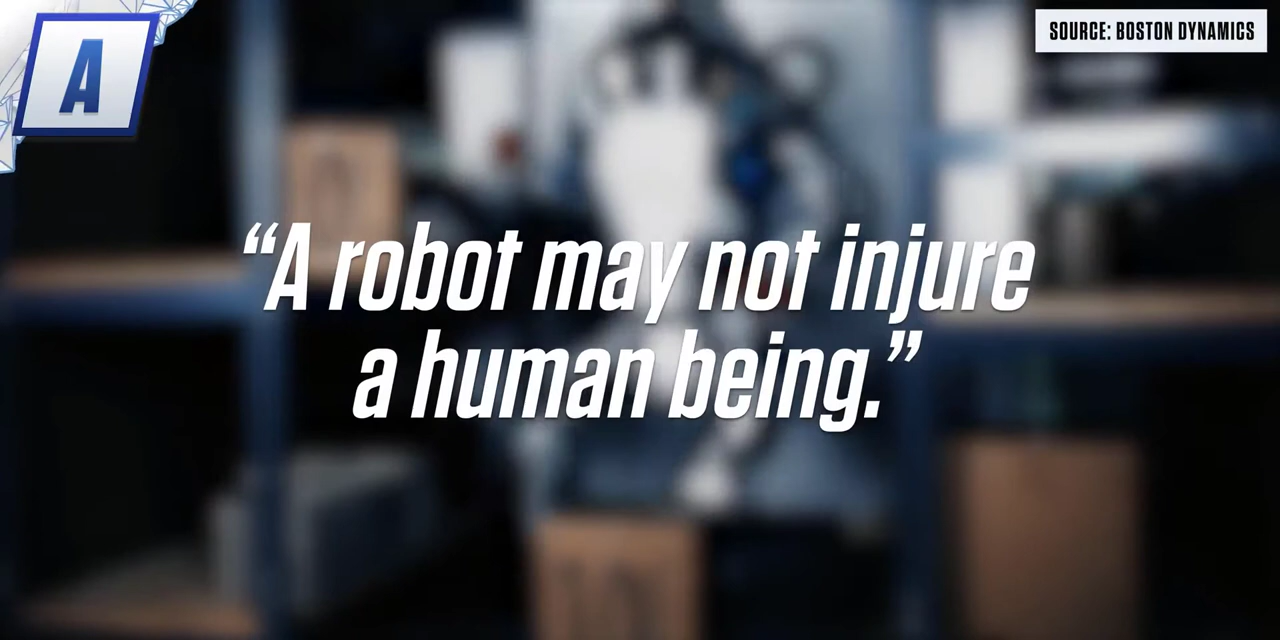 A
SOURCE: BOSTON DYNAMICS
“A robot may not injure
a human being.”